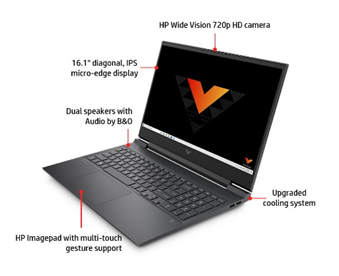 HP Wide Vision 720p HD camera
16.1" diagonal, IPS
micro-edge display
Dual speakers with
Audio by B&O
Upgraded
cooling system
HP Imagepad with multi-touch
gesture support